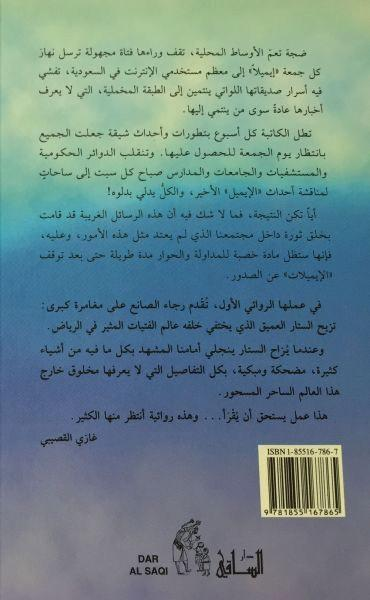 ضجة تعمّ الأوساط المحلية، تقف وراءها فتاة مجهولة ترسل نهارَ
كل جمعة «إيميلاً» إلى معظم مستخدمي الإنترنت في السعودية، تفشي
فيه أسرار صديقاتها اللواتي ينتمين إلى الطبقة المخملية، التي لا يعرف
أخبارها عادةً سوى من ينتمي إليها.
تطل الكاتبة كل أسبوع بتطورات وأحداث شيقة جعلت الجميع
بانتظار يوم الجمعة للحصول عليها. وتنقلب الدوائر الحكومية
والمستشفيات والجامعات والمدارس صباح كل سبت إلى ساحاتٍ
لمناقشة أحداث «الإيميل» الأخير، والكلُّ يدلي بدلوه!
أياً تكن النتيجة، فما لا شك فيه أن هذه الرسائل الغريبة قد قامت
بخلق ثورة داخل مجتمعنا الذي لم يعتد مثل هذه الأمور، وعليه،
فإنها ستظل مادة خصبة للمداولة والحوار مدة طويلة حتى بعد توقف
«الإيميلات» عن الصدور.
في عملها الروائي الأول، تُقْدم رجاء الصانع على مغامرة كبرى:
تزيح الستار العميق الذي يختفي خلفه عالم الفتيات المثير في الرياض.
وعندما يُزاح الستار ينجلي أمامنا المشهد بكل ما فيه من أشياء
كثيرة، مضحكة ومبكية، بكل التفاصيل التي لا يعرفها مخلوق خارج
هذا العالم الساحر المسحور.
هذا عمل يستحق أن يُقْرَأ... وهذه روائية أنتظر منها الكثير.
غازي القصيبي
ISBN 1-85516-786-7
9 781855 167865
DAR
AL SAQI
دار
الساقي